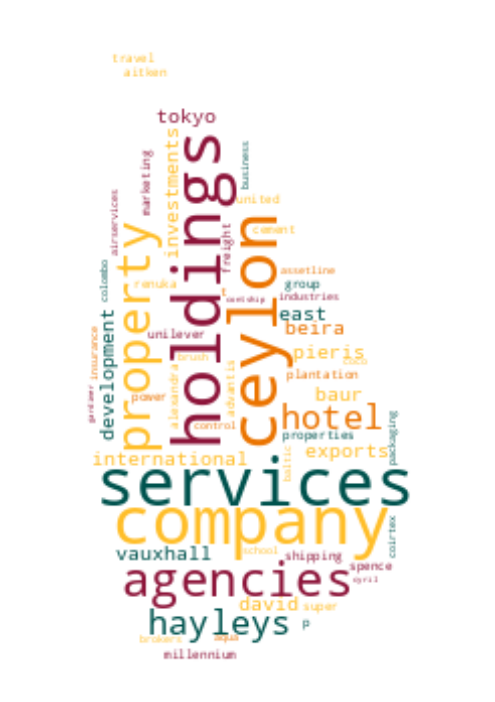 travel
aitken
tokyo
holdings
ceylon
property
investments
marketing
business
airservices
united
cement
freight
renuka
t
assetline
group
industries
colombo
east
beira
unilever
development
insurance
pieris
brush
plantation
alexandra
advantis
power
baur
hotel
control
properties
packaging
gardiner
international
exports
baltic
services
company
coirtex
vauxhall
school
shipping
spence
cyril
agencies
david
super
hayleys
p
brokers
aqua
millennium